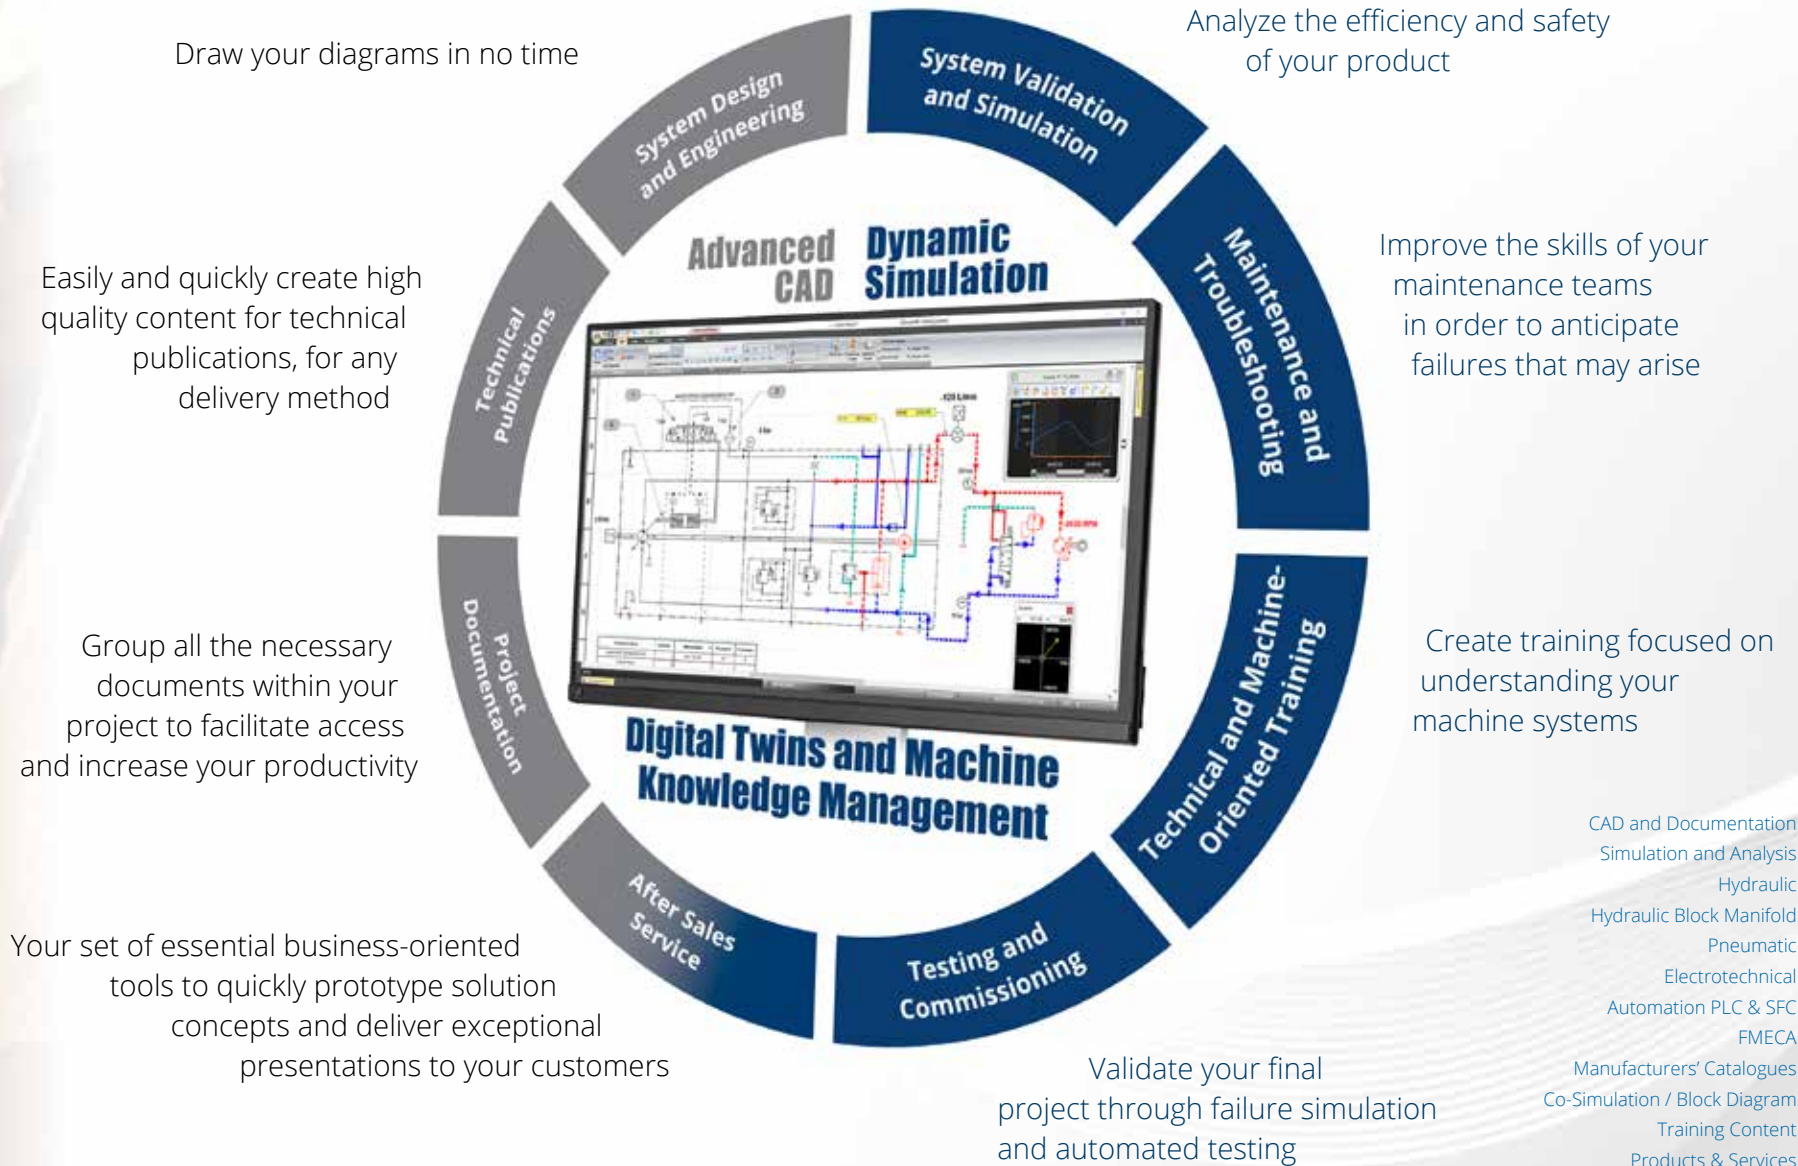 Draw your diagrams in no time
Analyze the efficiency and safety
of your product
System Design
and Engineering
System Validation
and Simulation
Advanced
CAD
Dynamic
Simulation
Easily and quickly create high
quality content for technical
publications, for any
delivery method
Technical
Publications
Maintenance and
Troubleshooting
Improve the skills of your
maintenance teams
in order to anticipate
failures that may arise
Group all the necessary
documents within your
project to facilitate access
and increase your productivity
Project
Documentation
Technical and Machine-
Oriented Training
Create training focused on
understanding your
machine systems
Digital Twins and Machine
Knowledge Management
After Sales
Service
Testing and
Commissioning
Your set of essential business-oriented
tools to quickly prototype solution
concepts and deliver exceptional
presentations to your customers
Validate your final
project through failure simulation
and automated testing
CAD and Documentation
Simulation and Analysis
Hydraulic
Hydraulic Block Manifold
Pneumatic
Electrotechnical
Automation PLC & SFC
FMECA
Manufacturers’ Catalogues
Co-Simulation / Block Diagram
Training Content
Products & Services